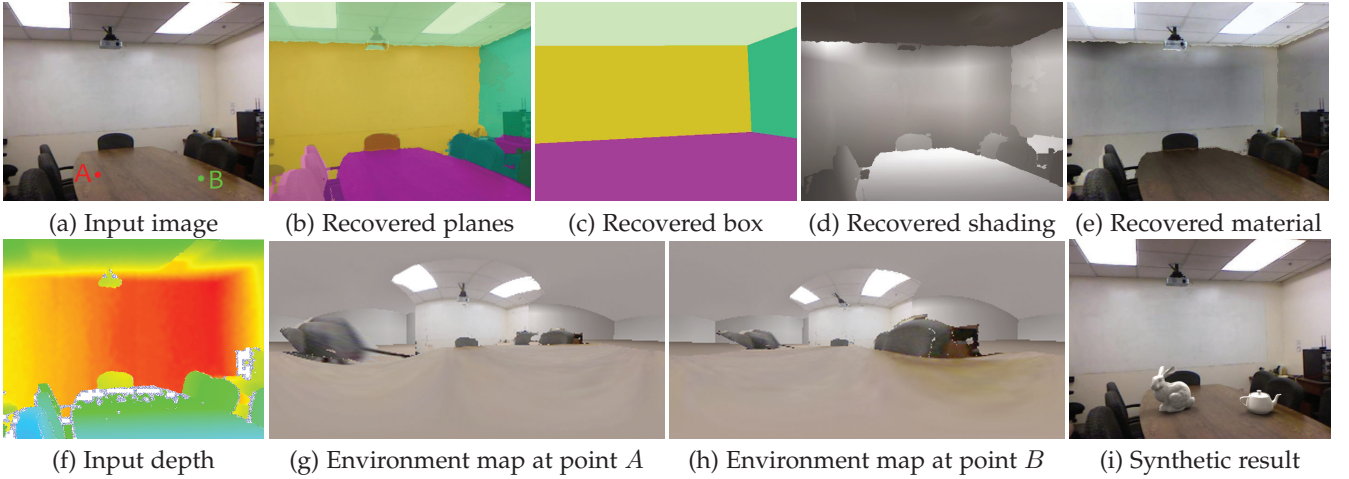 A
B
(a) Input image
(b) Recovered planes
(c) Recovered box
(d) Recovered shading
(e) Recovered material
(f) Input depth
(g) Environment map at point A
(h) Environment map at point B
(i) Synthetic result